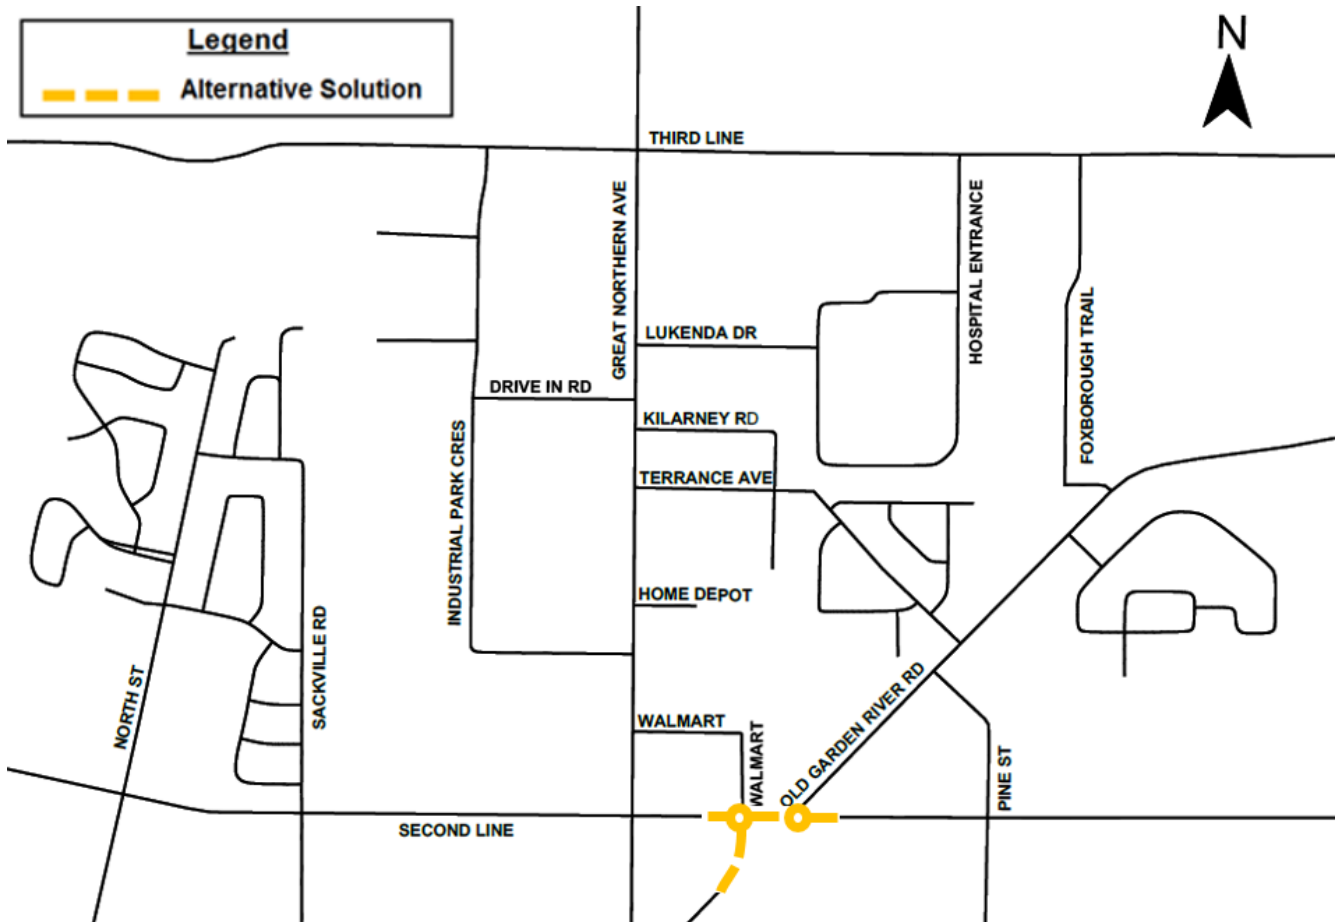 Legend
Alternative Solution
N
THIRD LINE
GREAT NORTHERN AVE
HOSPITAL ENTRANCE
FOXBOROUGH TRAIL
LUKENDA DR
DRIVE IN RD
KILARNEY RD
TERRANCE AVE
INDUSTRIAL PARK CRES
HOME DEPOT
SACKVILLE RD
NORTH ST
WALMART
WALMART
OLD GARDEN RIVER RD
PINE ST
SECOND LINE